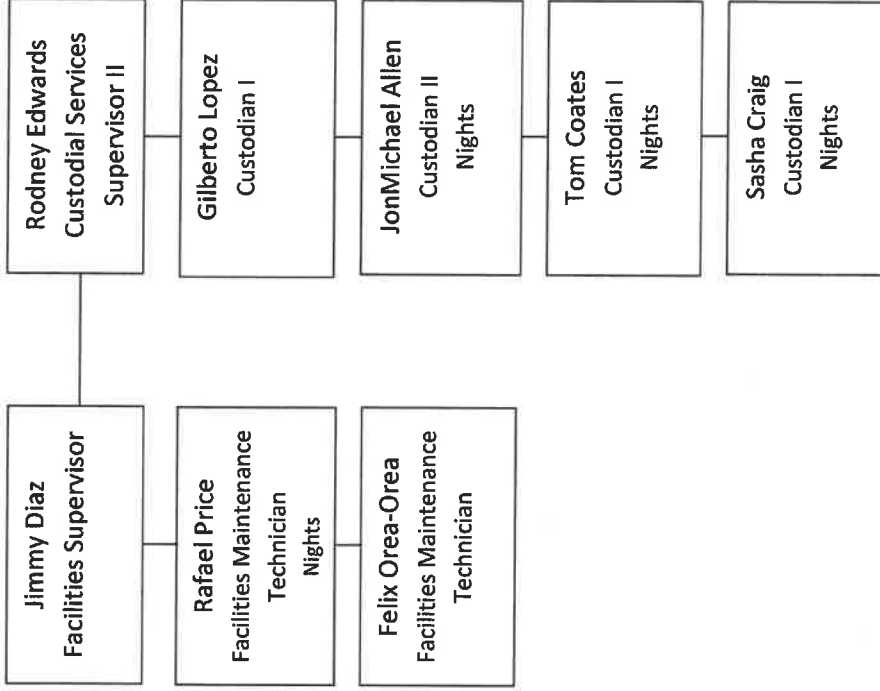 Jimmy Diaz
Facilities Supervisor
Rafael Price
Facilities Maintenance
Technician
Nights
Felix Orea-Orea
Facilities Maintenance
Technician
Rodney Edwards
Custodial Services
Supervisor II
Gilberto Lopez
Custodian I
JonMichael Allen
Custodian II
Nights
Tom Coates
Custodian I
Nights
Sasha Craig
Custodian I
Nights